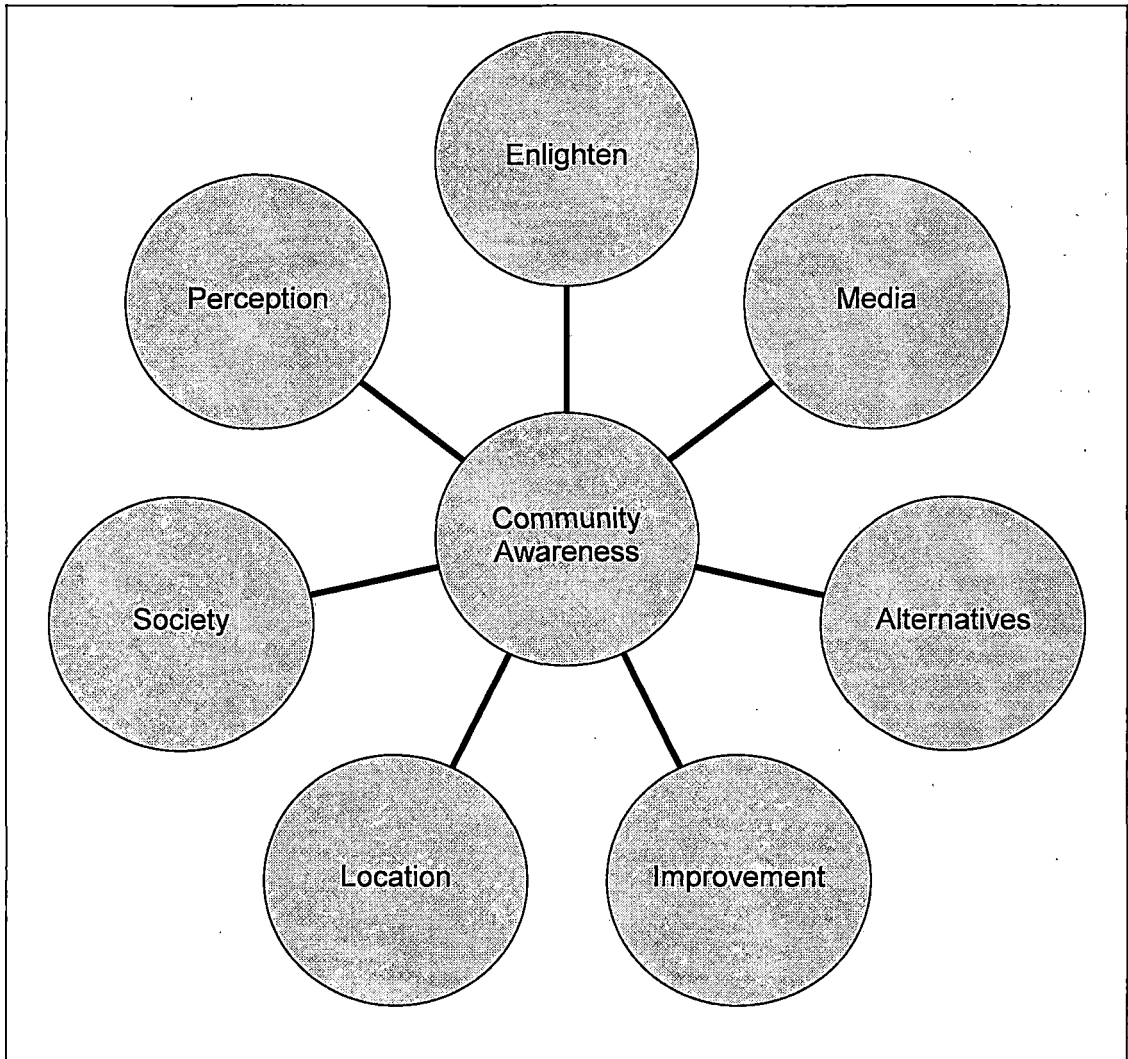 Enlighten
Perception
Media
Community
Awareness
Society
Alternatives
Location
Improvement